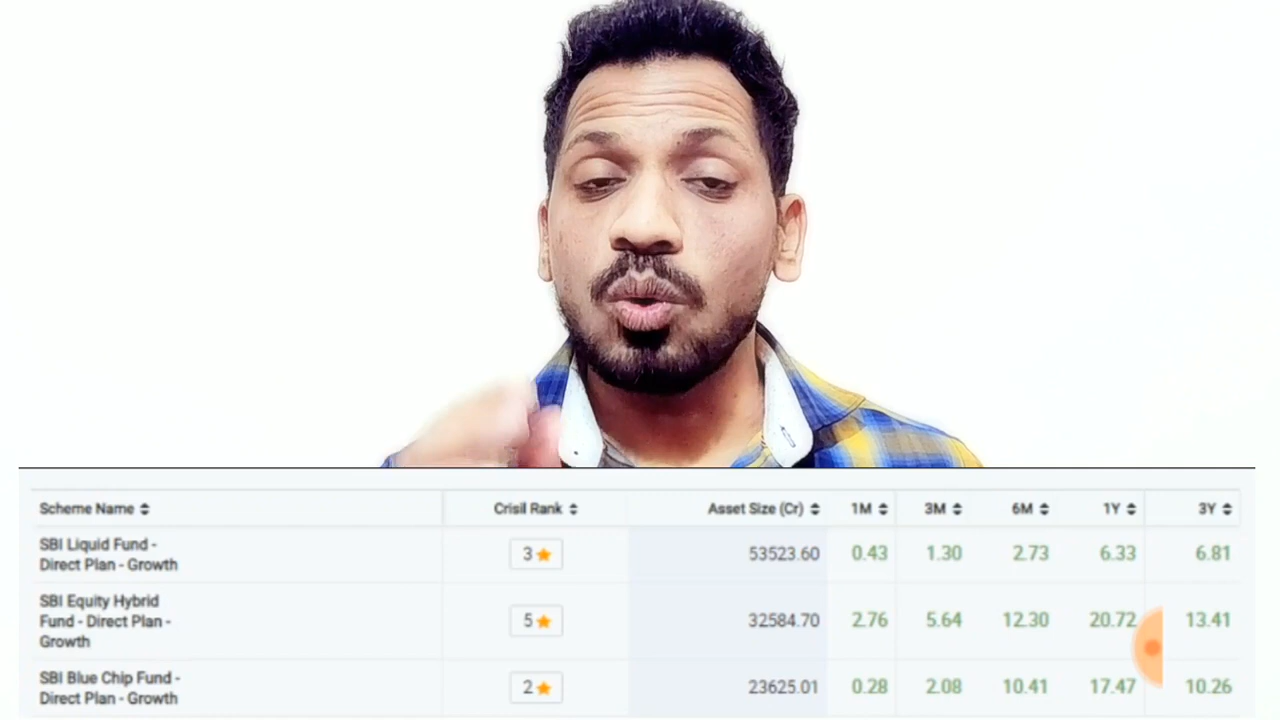 Scheme Name Crisil Rank Asset Size (Cr) 1M 3M 6M 1Y 3Y
SBI Liquid Fund -
Direct Plan - Growth
3 53523.60 0.43 1.30 2.73 6.33 6.81
SBI Equity Hybrid
Fund - Direct Plan -
Growth
5 32584.70 2.76 5.64 12.30 20.72 13.41
SBI Blue Chip Fund -
Direct Plan - Growth
2 23625.01 0.28 2.08 10.41 17.47 10.26